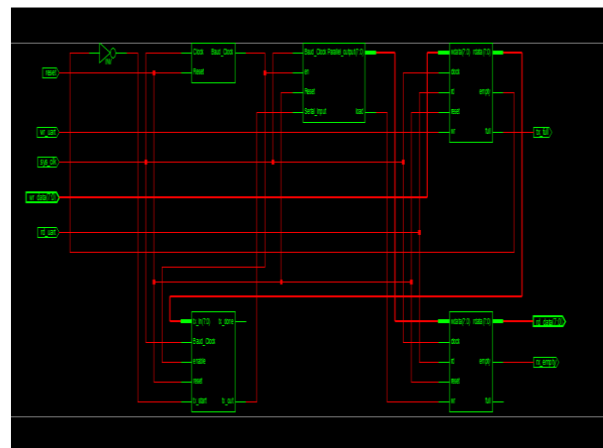 inv
Clock Baud_Clock
Reset
Baud_Clock Parallel_output(7:0)
en
Reset
Serial_Input load
wdata(7:0) rdata(7:0)
clock
rd empty
reset
wr full
reset
wr_uart
sys_clk
wr_data(7:0)
rd_uart
tx_full
tx_in(7:0) tx_done
Baud_Clock
enable
reset
tx_start tx_out
wdata(7:0) rdata(7:0)
clock
rd empty
reset
wr full
rd_data(7:0)
rx_empty